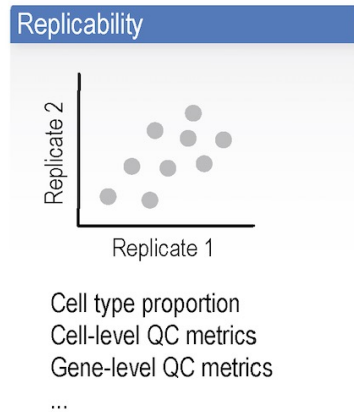 Replicability
Replicate 2
Replicate 1
Cell type proportion
Cell-level QC metrics
Gene-level QC metrics
...